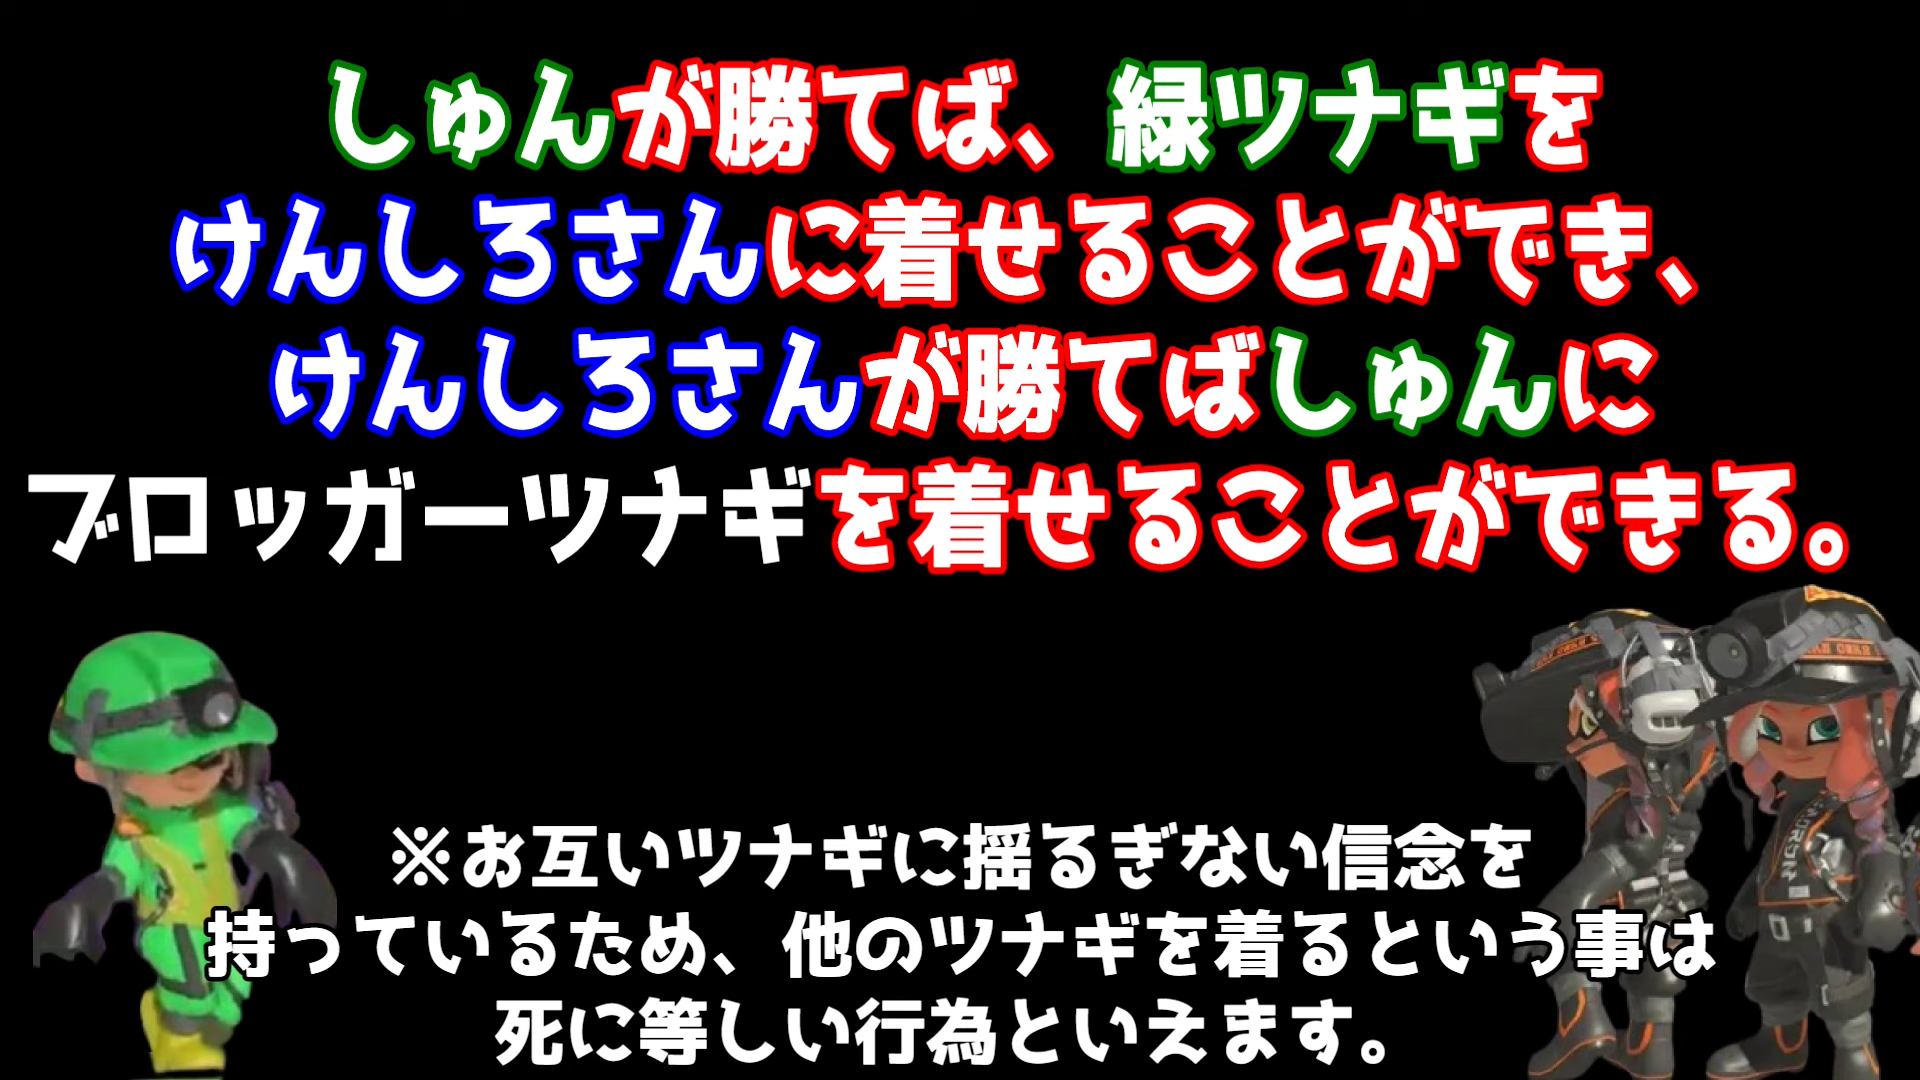 しゅんが勝てば、緑ツナギを
けんしろさんに着せることができ、
けんしろさんが勝てばしゅんに
ブロッガーツナギを着せることができる。
※お互いツナギに揺るぎない信念を
持っているため、他のツナギを着るという事は
死に等しい行為といえます。